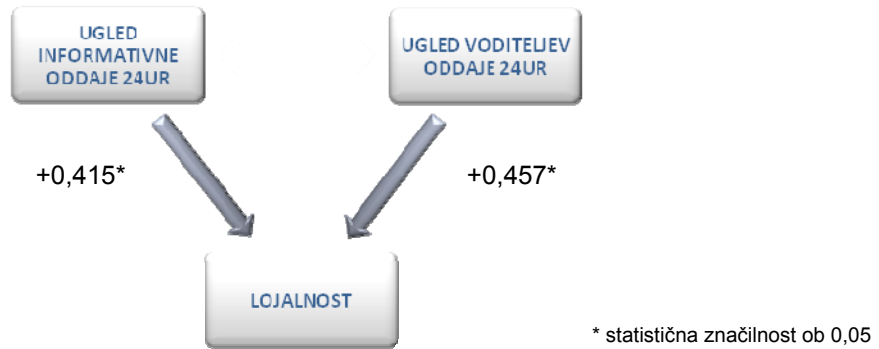 UGLED
INFORMATIVNE
ODDAJE 24UR
UGLED VODITELJEV
ODDAJE 24UR
+0,415*
+0,457*
LOJALNOST
* statistična značilnost ob 0,05